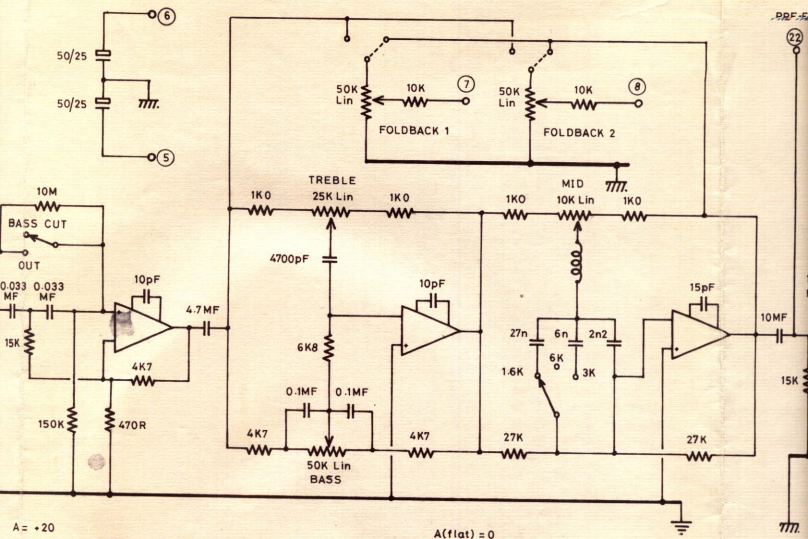 6
50/25
50/25
5
PRE-F
22
50K
Lin
10K
7
FOLDBACK 1
50K
Lin
10K
8
FOLDBACK 2
10M
BASS CUT
OUT
0.033
MF
0.033
MF
15K
10pF
+
4.7MF
4K7
150K
470R
1K0
TREBLE
25K Lin
1K0
4700pF
6K8
0.1MF
0.1MF
4K7
50K Lin
BASS
4K7
10pF
+
1K0
MID
10K Lin
1K0
27n
6n
2n2
1.6K
6K
3K
15pF
+
27K
27K
10MF
15K
A = +20
A(flat) = 0